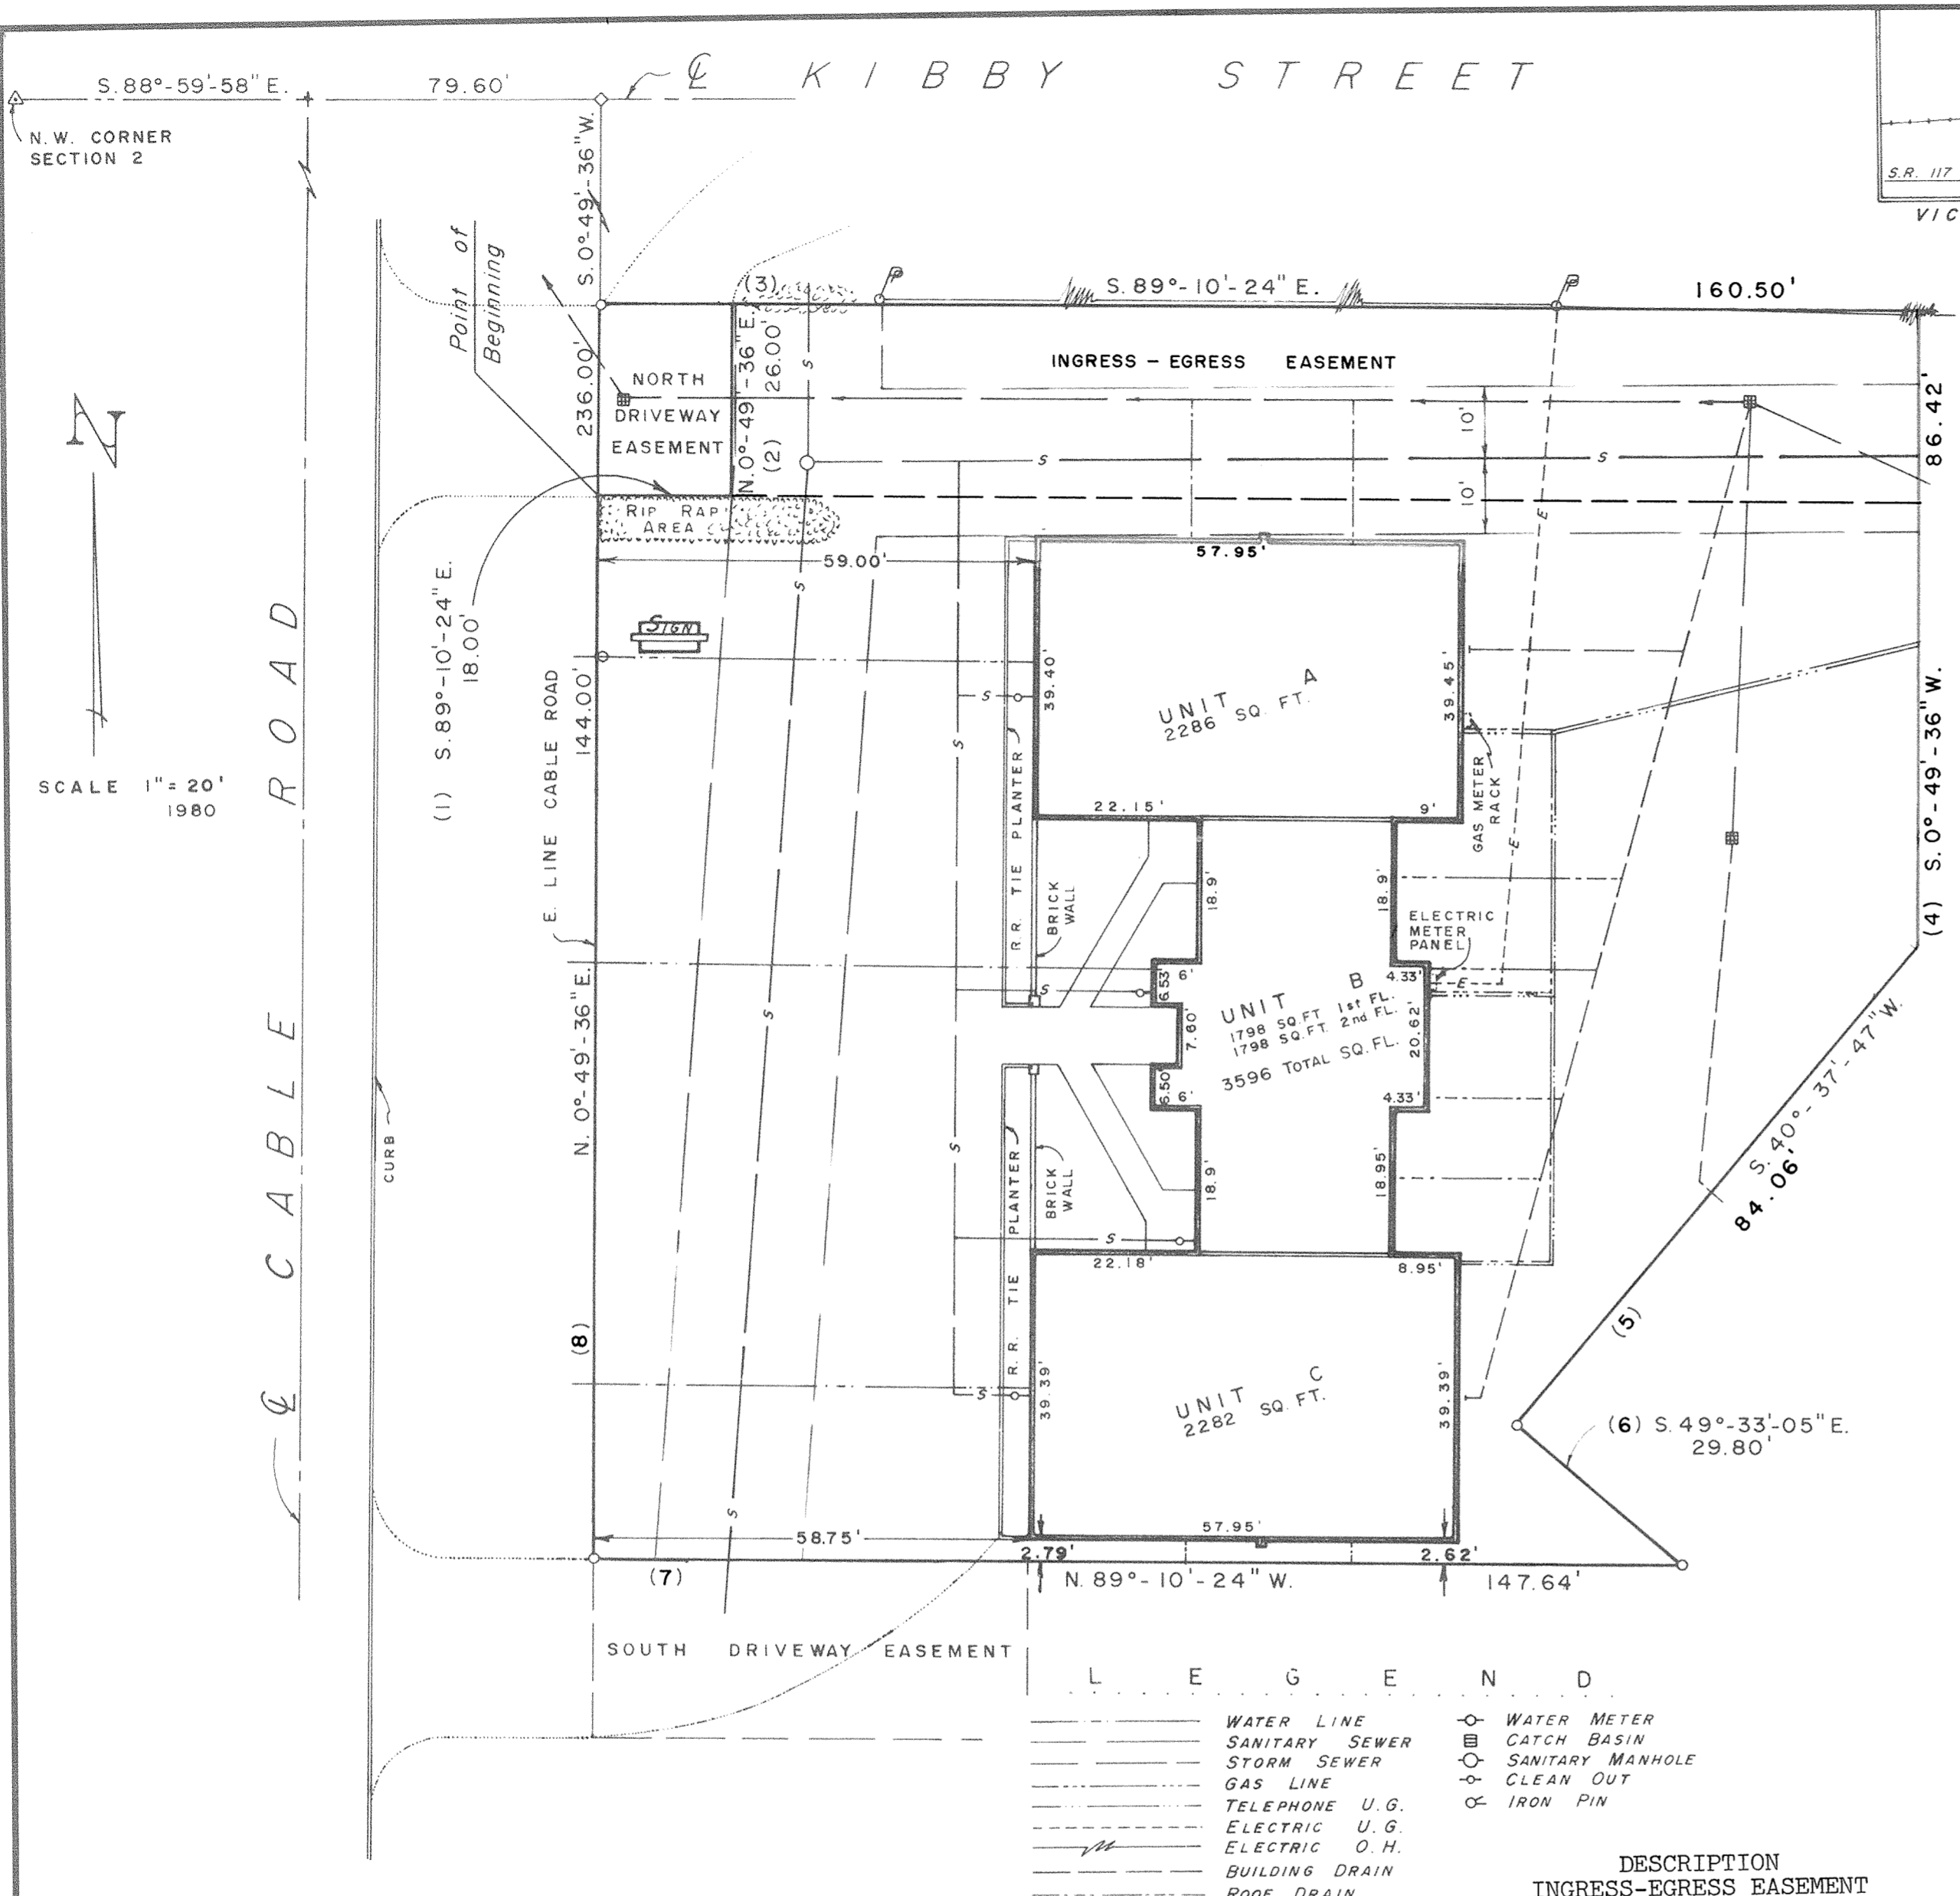 S. 88°-59'-58" E.
79.60'
℄ KIBBY STREET
N.W. CORNER
SECTION 2
S. 0°-49'-36" W.
S.R. 117
Point of
Beginning
(3)
S. 89°-10'-24" E.
160.50'
236.00'
NORTH
DRIVEWAY
EASEMENT
N. 0°-49'-36" E.
(2) 26.00'
S
INGRESS-EGRESS EASEMENT
10'
10'
S
S
86.42'
N
RIP RAP
AREA
E
59.00'
57.95'
S
SIGN
(1) S. 89°-10'-24" E.
18.00'
SCALE 1"= 20'
1980
E. LINE CABLE ROAD
144.00'
39.40'
UNIT A
2286 SQ. FT.
39.45'
S
S
R.R. TIE PLANTER
GAS METER
RACK
22.15'
9'
E
(4) S. 0°-49'-36" W.
BRICK
WALL
18.9'
18.9'
ELECTRIC
METER
PANEL
6.53
6'
4.33'
E
S
S
UNIT B
1798 SQ.FT. 1st FL.
1798 SQ.FT. 2nd FL.
3596 TOTAL SQ. FL.
7.60'
20.62'
6.50'
6'
4.33'
℄ CABLE ROAD
CURB
N. 0°-49'-36" E.
(8)
S
BRICK
WALL
R.R. TIE PLANTER
18.9'
18.95'
S. 40°-37'-47" W.
84.06'
(5)
S
22.18'
8.95'
39.39'
UNIT C
2282 SQ. FT.
39.39'
S
(6) S. 49°-33'-05" E.
29.80'
S
58.75'
57.95'
2.79'
2.62'
(7)
N. 89°-10'-24" W.
147.64'
SOUTH DRIVEWAY EASEMENT
LEGEND
WATER LINE
SANITARY SEWER
STORM SEWER
GAS LINE
TELEPHONE U.G.
ELECTRIC U.G.
ELECTRIC O.H.
BUILDING DRAIN
ROOF DRAIN
WATER METER
CATCH BASIN
SANITARY MANHOLE
CLEAN OUT
IRON PIN
DESCRIPTION
INGRESS-EGRESS EASEMENT